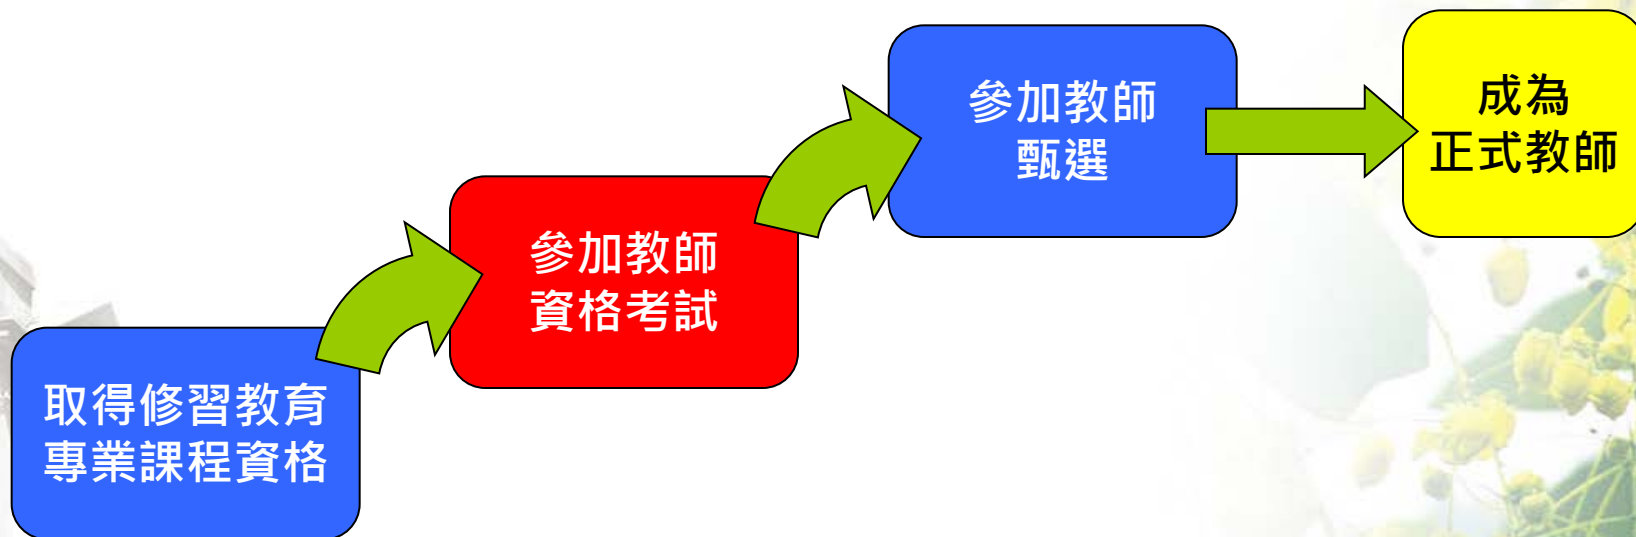 取得修習教育
專業課程資格
參加教師
資格考試
參加教師
甄選
成為
正式教師